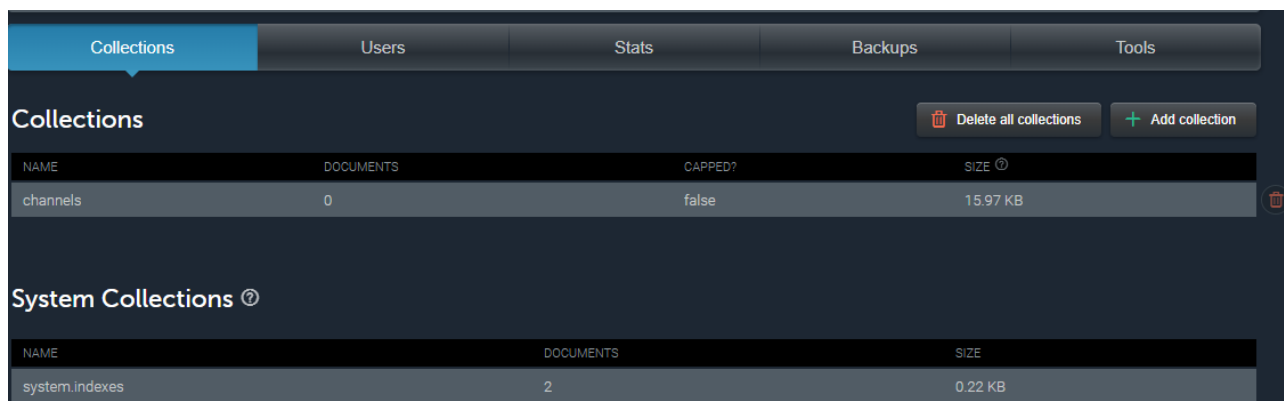 Collections Users Stats Backups Tools
Collections Delete all collections Add collection
NAME DOCUMENTS CAPPED? SIZE ?
channels 0 false 15.97 KB
System Collections ?
NAME DOCUMENTS SIZE
system.indexes 2 0.22 KB